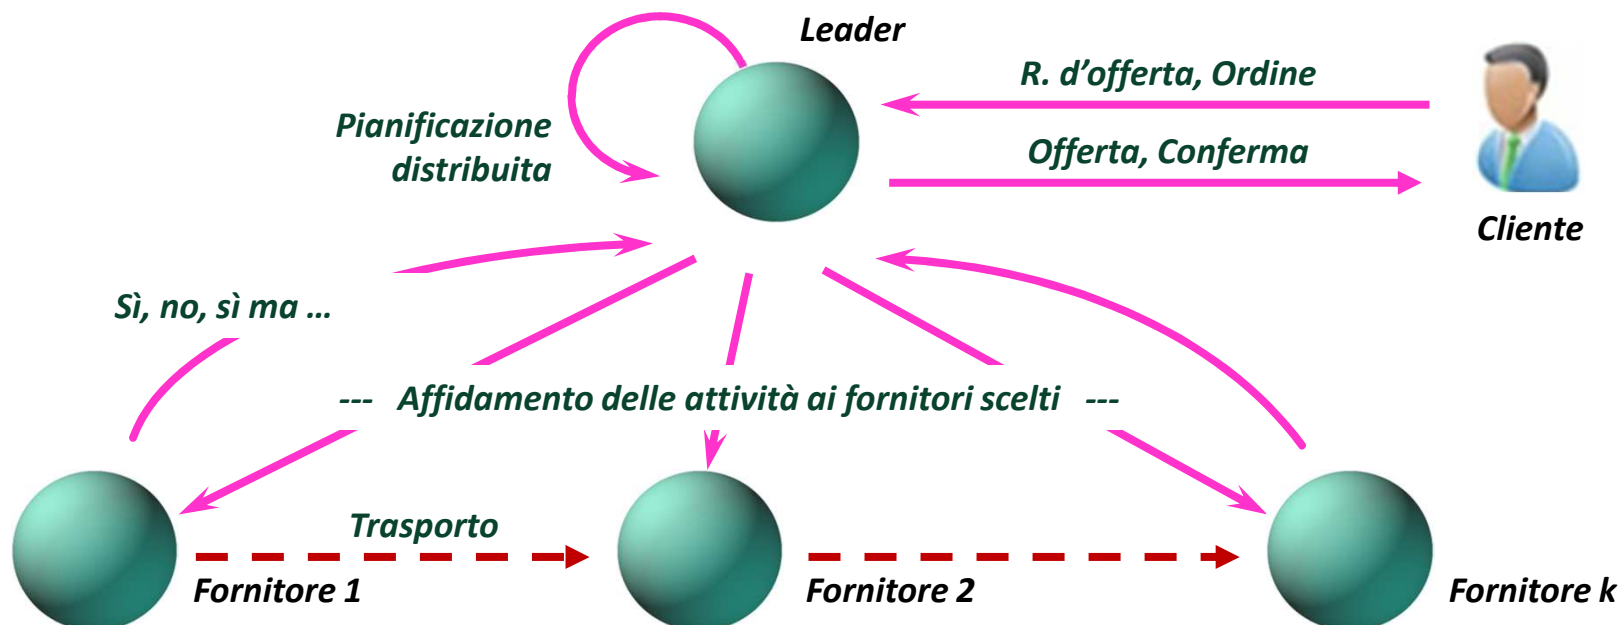 Leader
R. d'offerta, Ordine
Pianificazione
distribuita
Offerta, Conferma
Cliente
Sì, no, sì ma ...
--- Affidamento delle attività ai fornitori scelti ---
Trasporto
Fornitore 1
Fornitore 2
Fornitore k